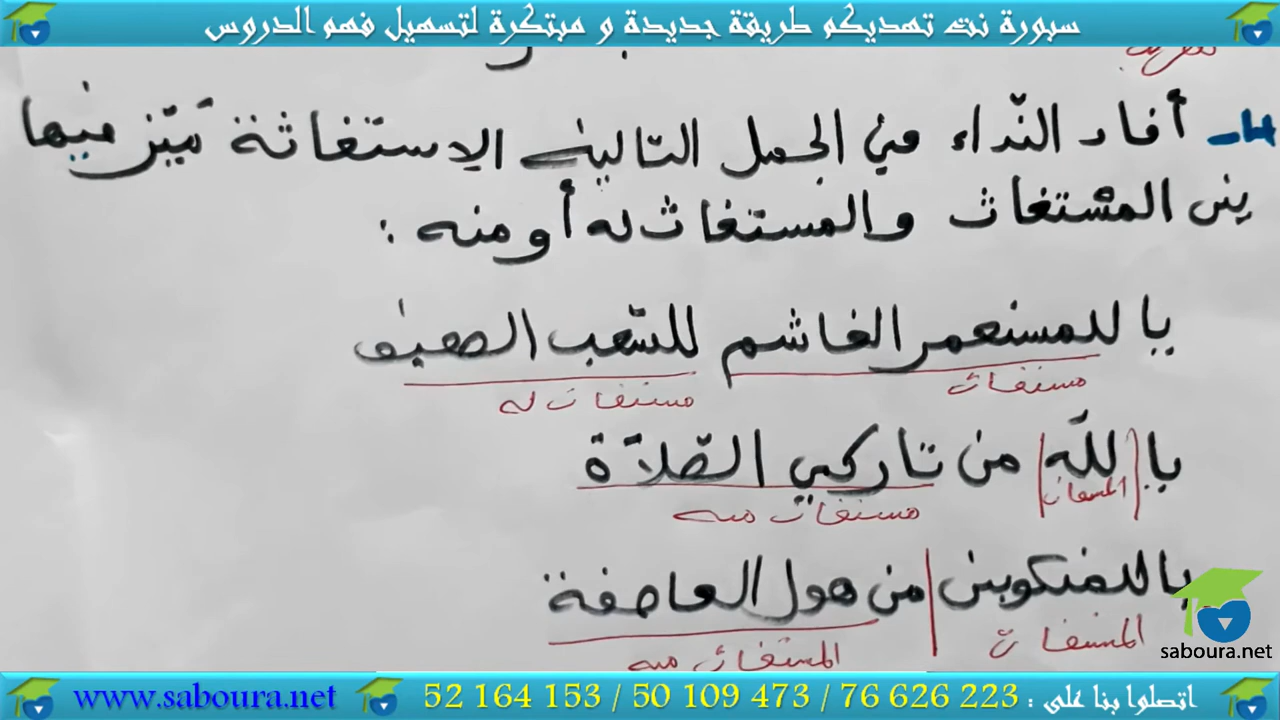 سبورة نت تهديكم طريقة جديدة و مبتكرة لتسهيل فهم الدروس
أفاد النّداء في الجمل التالية الاستغاثة ميّز فيها
بين المستغاث والمستغاث له أو منه :
يا للمستعمر الغاشم للشّعب الضعيف
مستغاث
مستغاث له
يا لله من تاركي الصّلاة
المستغاث
مستغاث منه
يا للمنكوبين من هول العاصفة
المستغاث
المستغاث منه
saboura.net
اتصلوا بنا على : 76 626 223 / 50 109 473 / 52 164 153
www.saboura.net